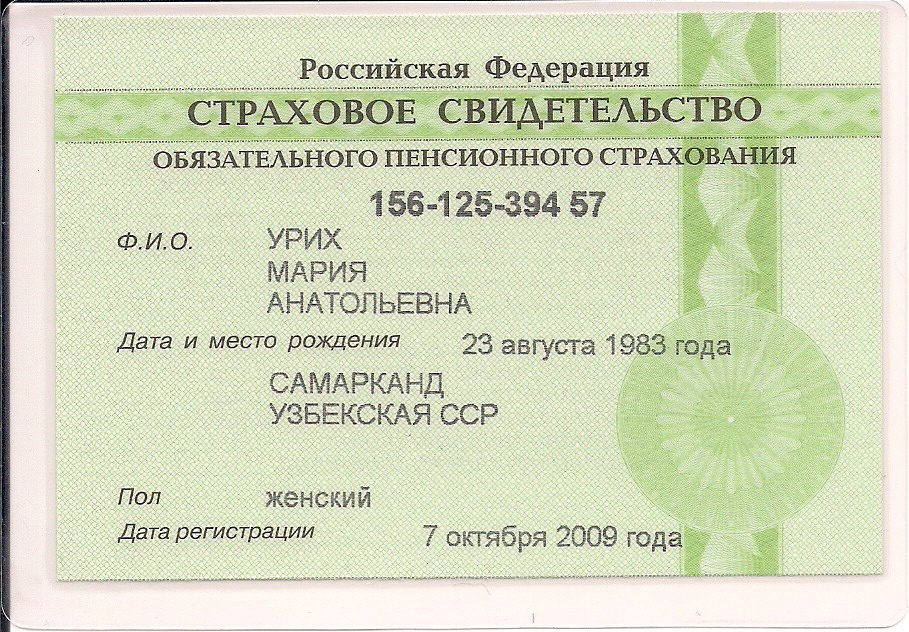 Российская Федерация
СТРАХОВОЕ СВИДЕТЕЛЬСТВО
ОБЯЗАТЕЛЬНОГО ПЕНСИОННОГО СТРАХОВАНИЯ
156-125-394 57
Ф.И.О. УРИХ
МАРИЯ
АНАТОЛЬЕВНА
Дата и место рождения 23 августа 1983 года
САМАРКАНД
УЗБЕКСКАЯ ССР
Пол женский
Дата регистрации 7 октября 2009 года